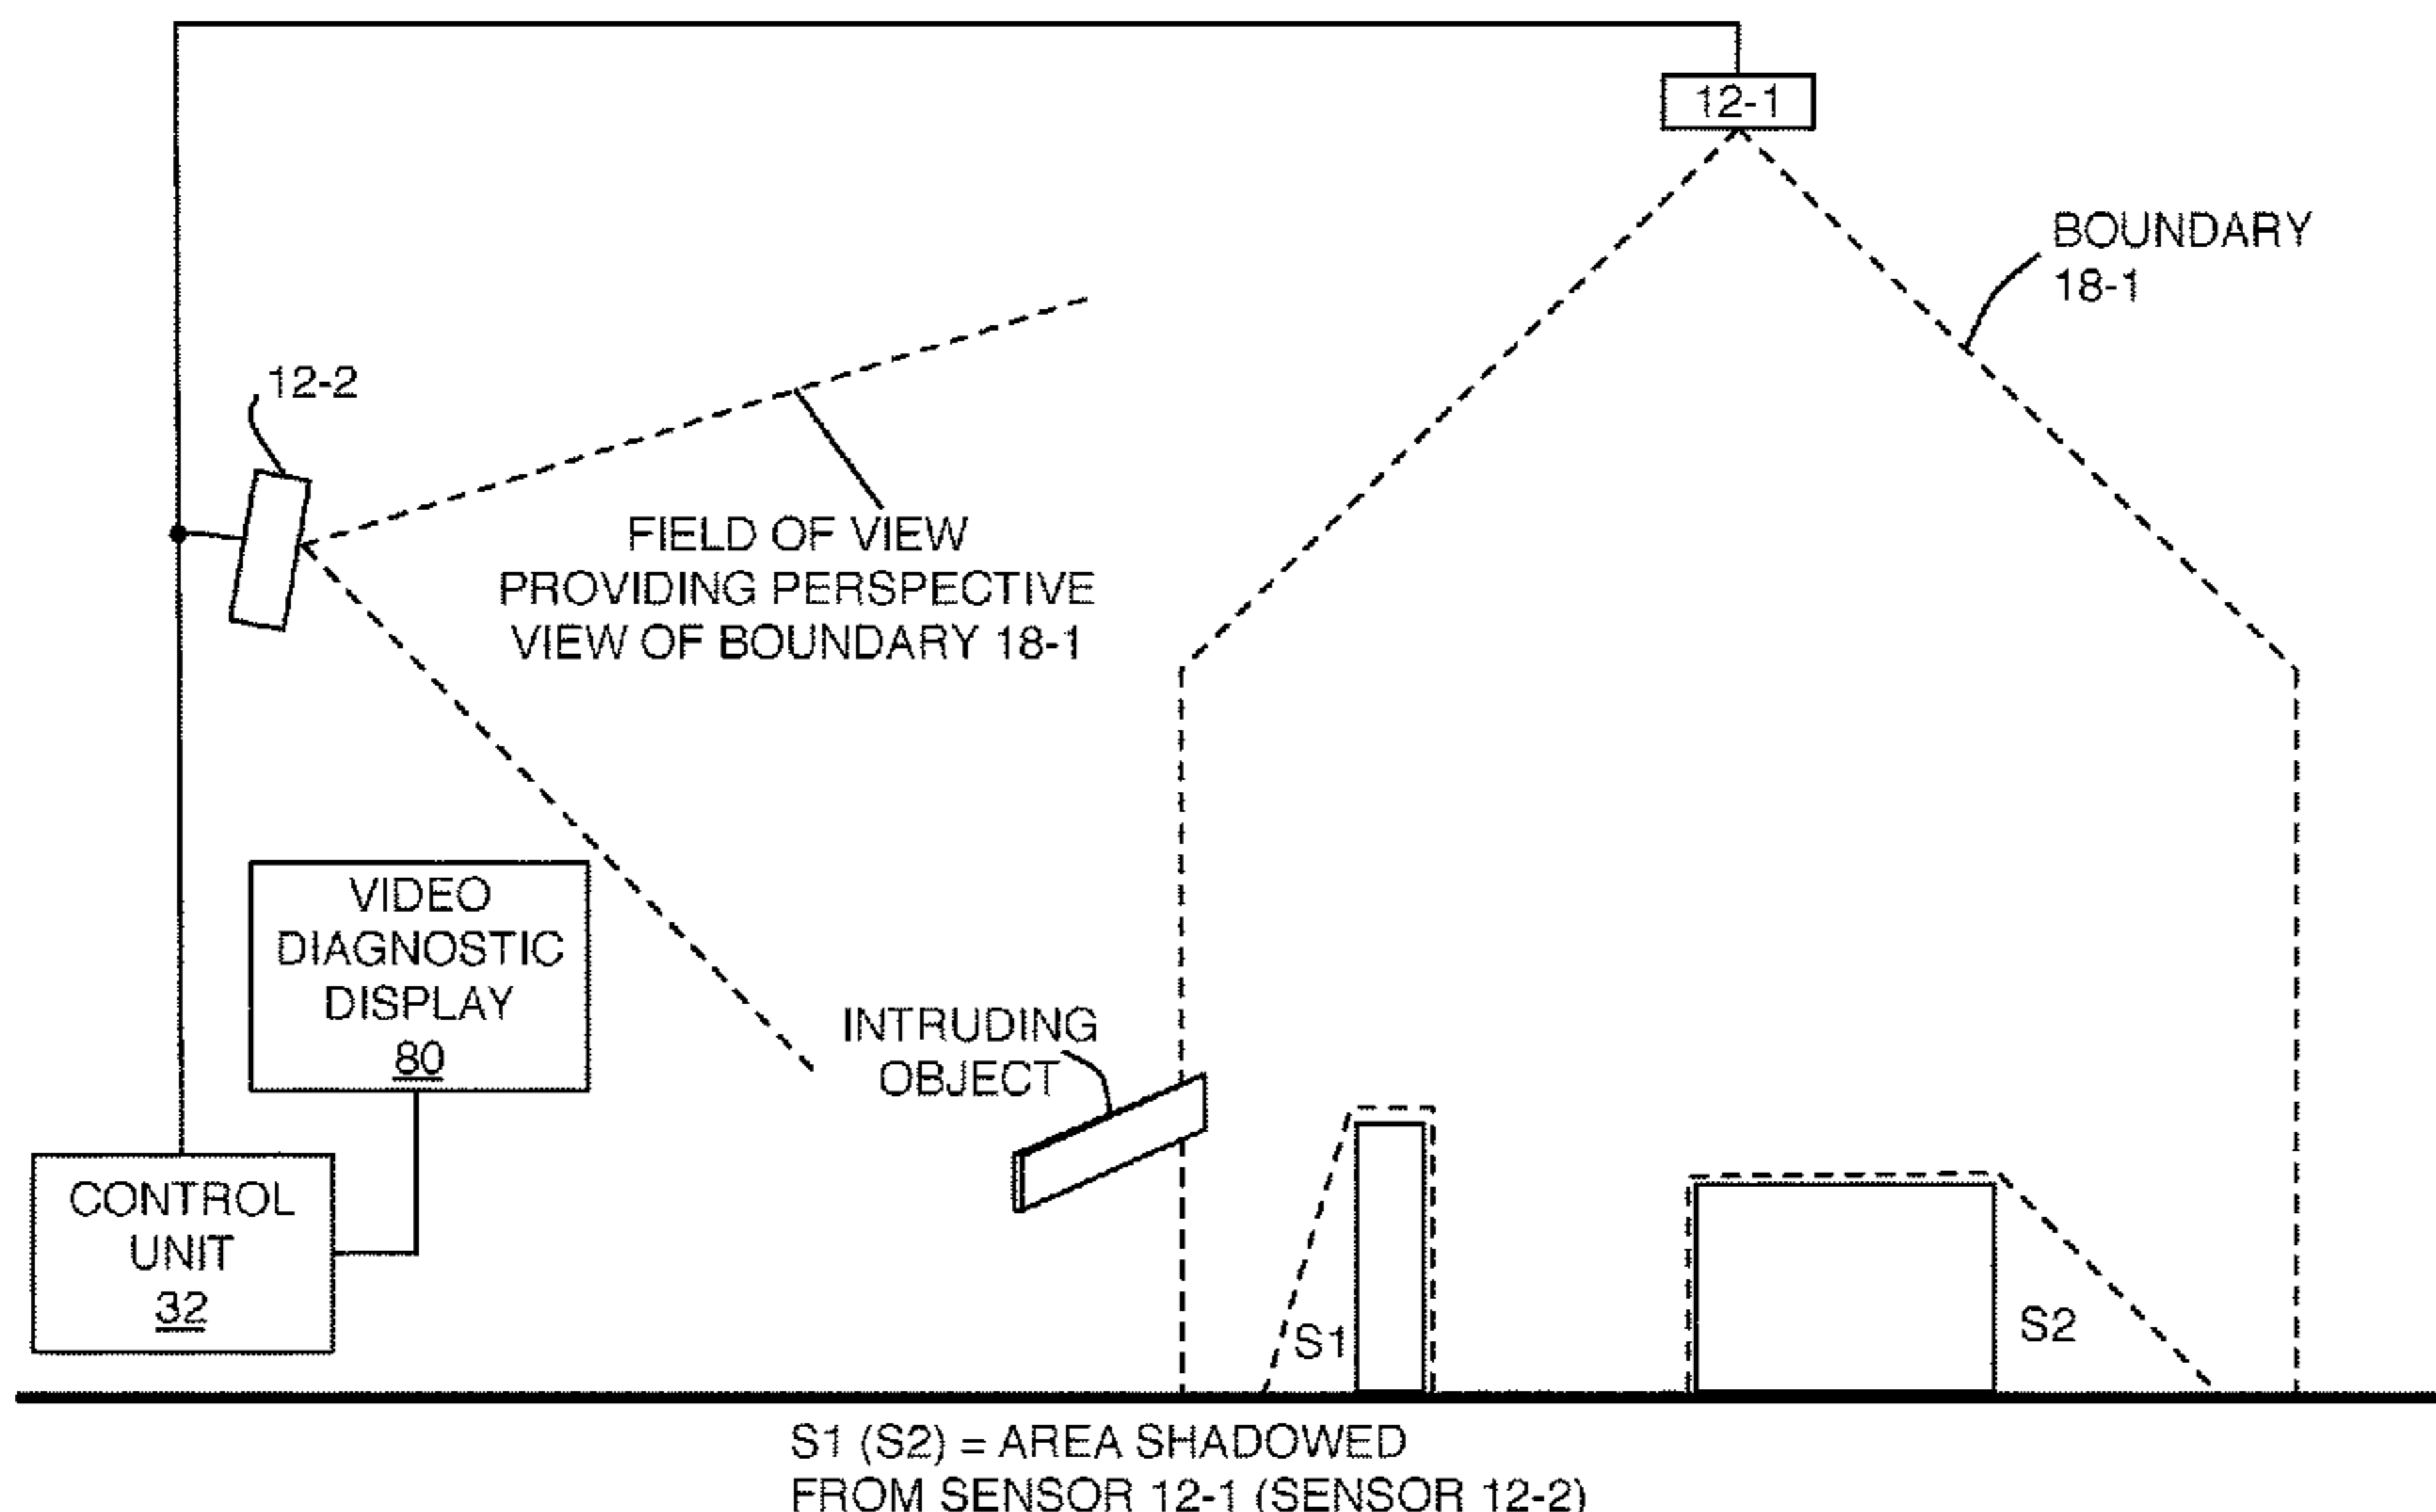 12-1
BOUNDARY
18-1
12-2
FIELD OF VIEW
PROVIDING PERSPECTIVE
VIEW OF BOUNDARY 18-1
VIDEO
DIAGNOSTIC
DISPLAY
80
INTRUDING
OBJECT
CONTROL
UNIT
32
S1
S2
S1 (S2) = AREA SHADOWED
FROM SENSOR 12-1 (SENSOR 12-2)